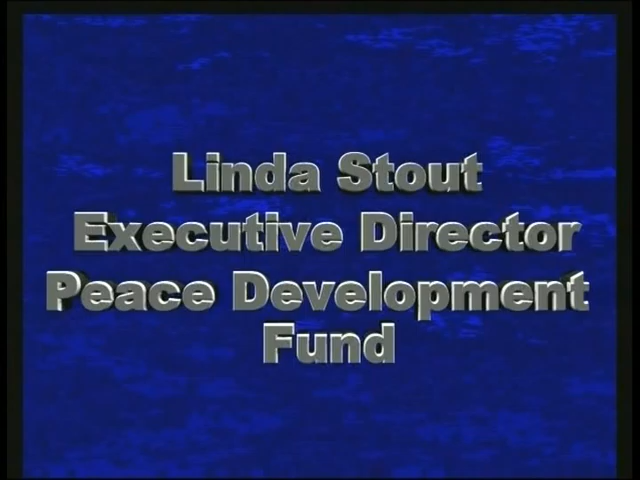 Linda Stout
Executive Director
Peace Development
Fund